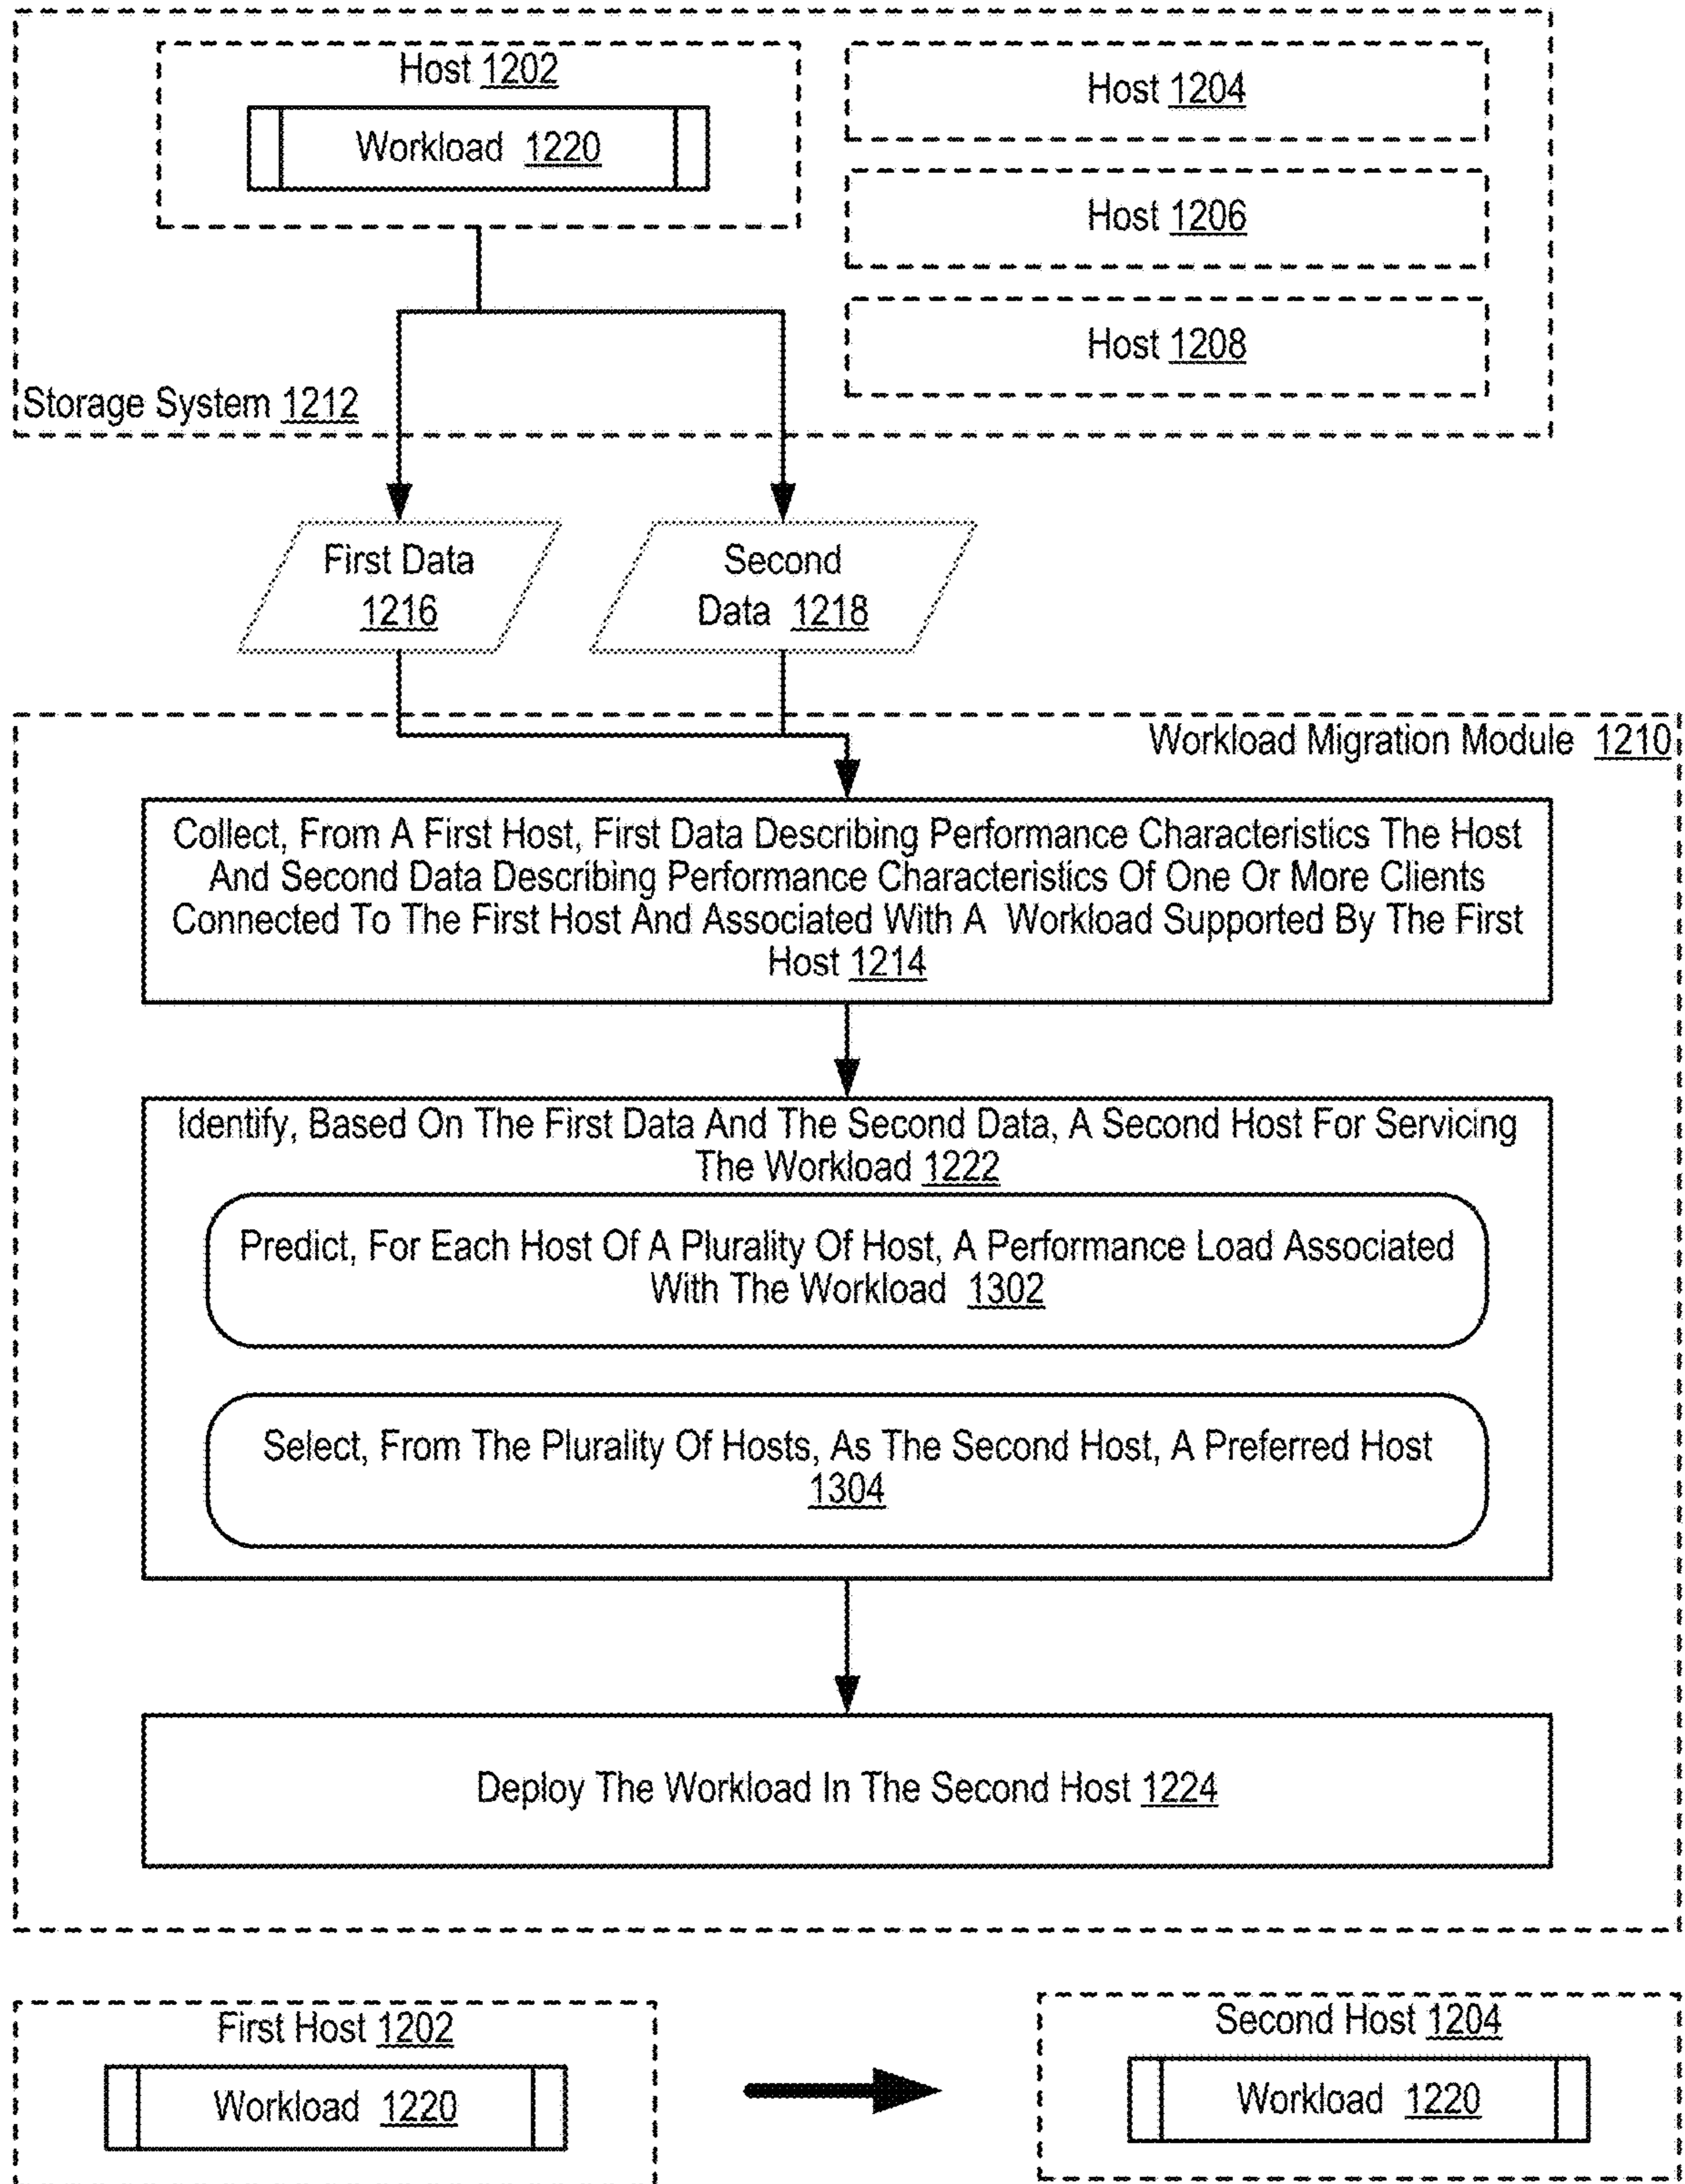 Host 1202
Workload 1220
Host 1204
Host 1206
Host 1208
Storage System 1212
First Data
1216
Second
Data 1218
Workload Migration Module 1210
Collect, From A First Host, First Data Describing Performance Characteristics The Host
And Second Data Describing Performance Characteristics Of One Or More Clients
Connected To The First Host And Associated With A Workload Supported By The First
Host 1214
Identify, Based On The First Data And The Second Data, A Second Host For Servicing
The Workload 1222
Predict, For Each Host Of A Plurality Of Host, A Performance Load Associated
With The Workload 1302
Select, From The Plurality Of Hosts, As The Second Host, A Preferred Host
1304
Deploy The Workload In The Second Host 1224
First Host 1202
Workload 1220
Second Host 1204
Workload 1220